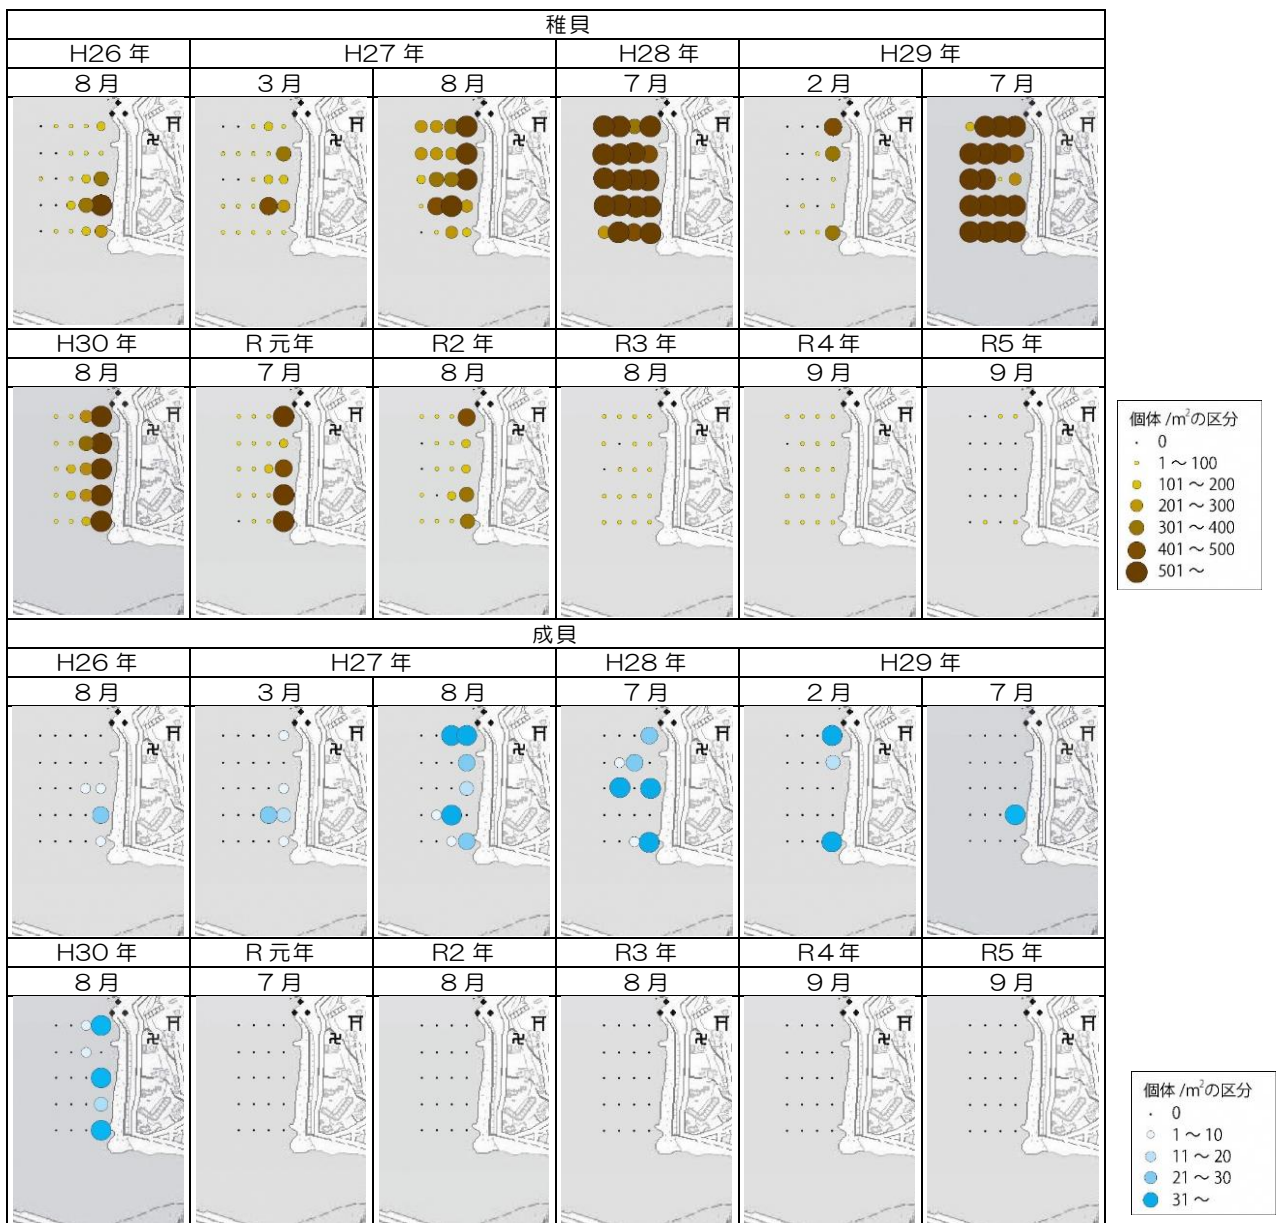 稚貝
H26 年 H27 年 H28 年 H29 年
8 月 3 月 8 月 7 月 2 月 7 月
H30 年 R 元年 R2 年 R3 年 R4 年 R5 年
8 月 7 月 8 月 8 月 9 月 9 月
個体/m²の区分
0
1～100
101～200
201～300
301～400
401～500
501～
成貝
H26 年 H27 年 H28 年 H29 年
8 月 3 月 8 月 7 月 2 月 7 月
H30 年 R 元年 R2 年 R3 年 R4 年 R5 年
8 月 7 月 8 月 8 月 9 月 9 月
個体/m²の区分
0
1～10
11～20
21～30
31～